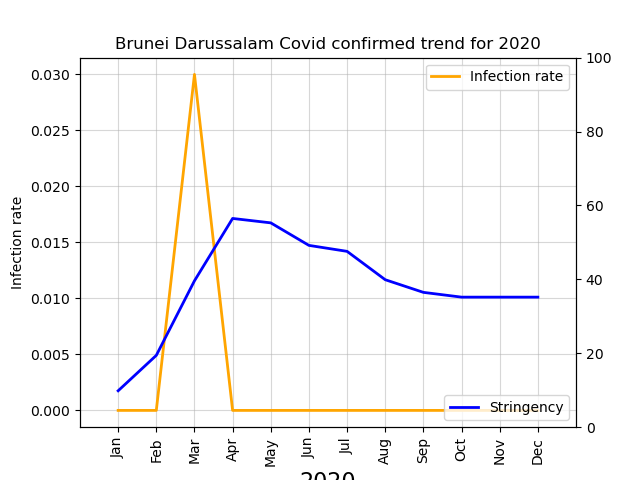 Brunei Darussalam Covid confirmed trend for 2020
Infection rate
Infection rate
0.030
0.025
0.020
0.015
0.010
0.005
0.000
100
80
60
40
20
0
Stringency
Jan
Feb
Mar
Apr
May
Jun
Jul
Aug
Sep
Oct
Nov
Dec
2020